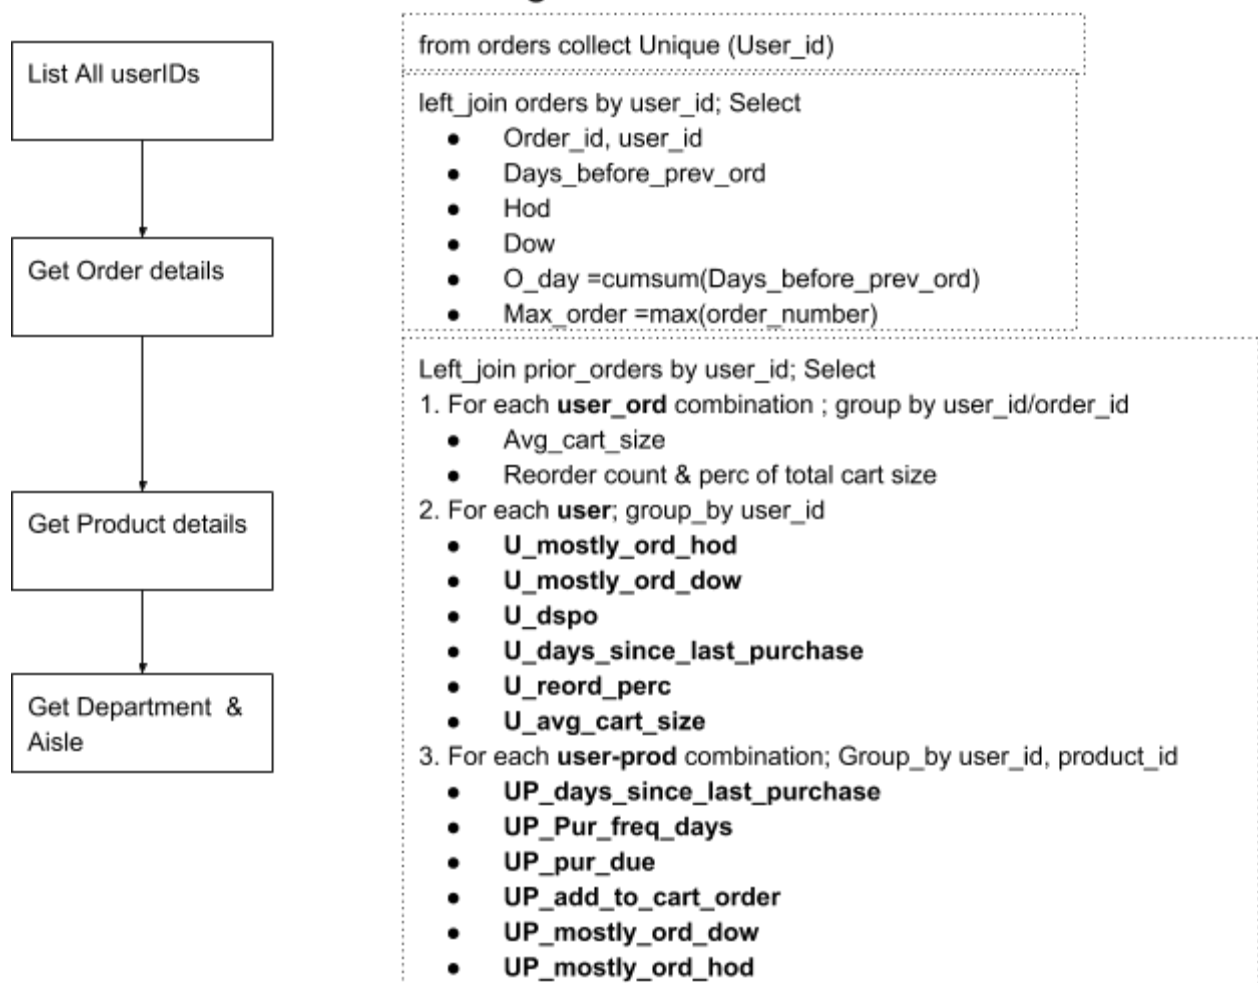 List All userIDs
from orders collect Unique (User_id)
left_join orders by user_id; Select
● Order_id, user_id
● Days_before_prev_ord
● Hod
● Dow
● O_day =cumsum(Days_before_prev_ord)
● Max_order =max(order_number)
Get Order details
Left_join prior_orders by user_id; Select
1. For each user_ord combination ; group by user_id/order_id
● Avg_cart_size
● Reorder count & perc of total cart size
2. For each user; group_by user_id
● U_mostly_ord_hod
● U_mostly_ord_dow
● U_dspo
● U_days_since_last_purchase
● U_reord_perc
● U_avg_cart_size
3. For each user-prod combination; Group_by user_id, product_id
● UP_days_since_last_purchase
● UP_Pur_freq_days
● UP_pur_due
● UP_add_to_cart_order
● UP_mostly_ord_dow
● UP_mostly_ord_hod
Get Product details
Get Department &
Aisle